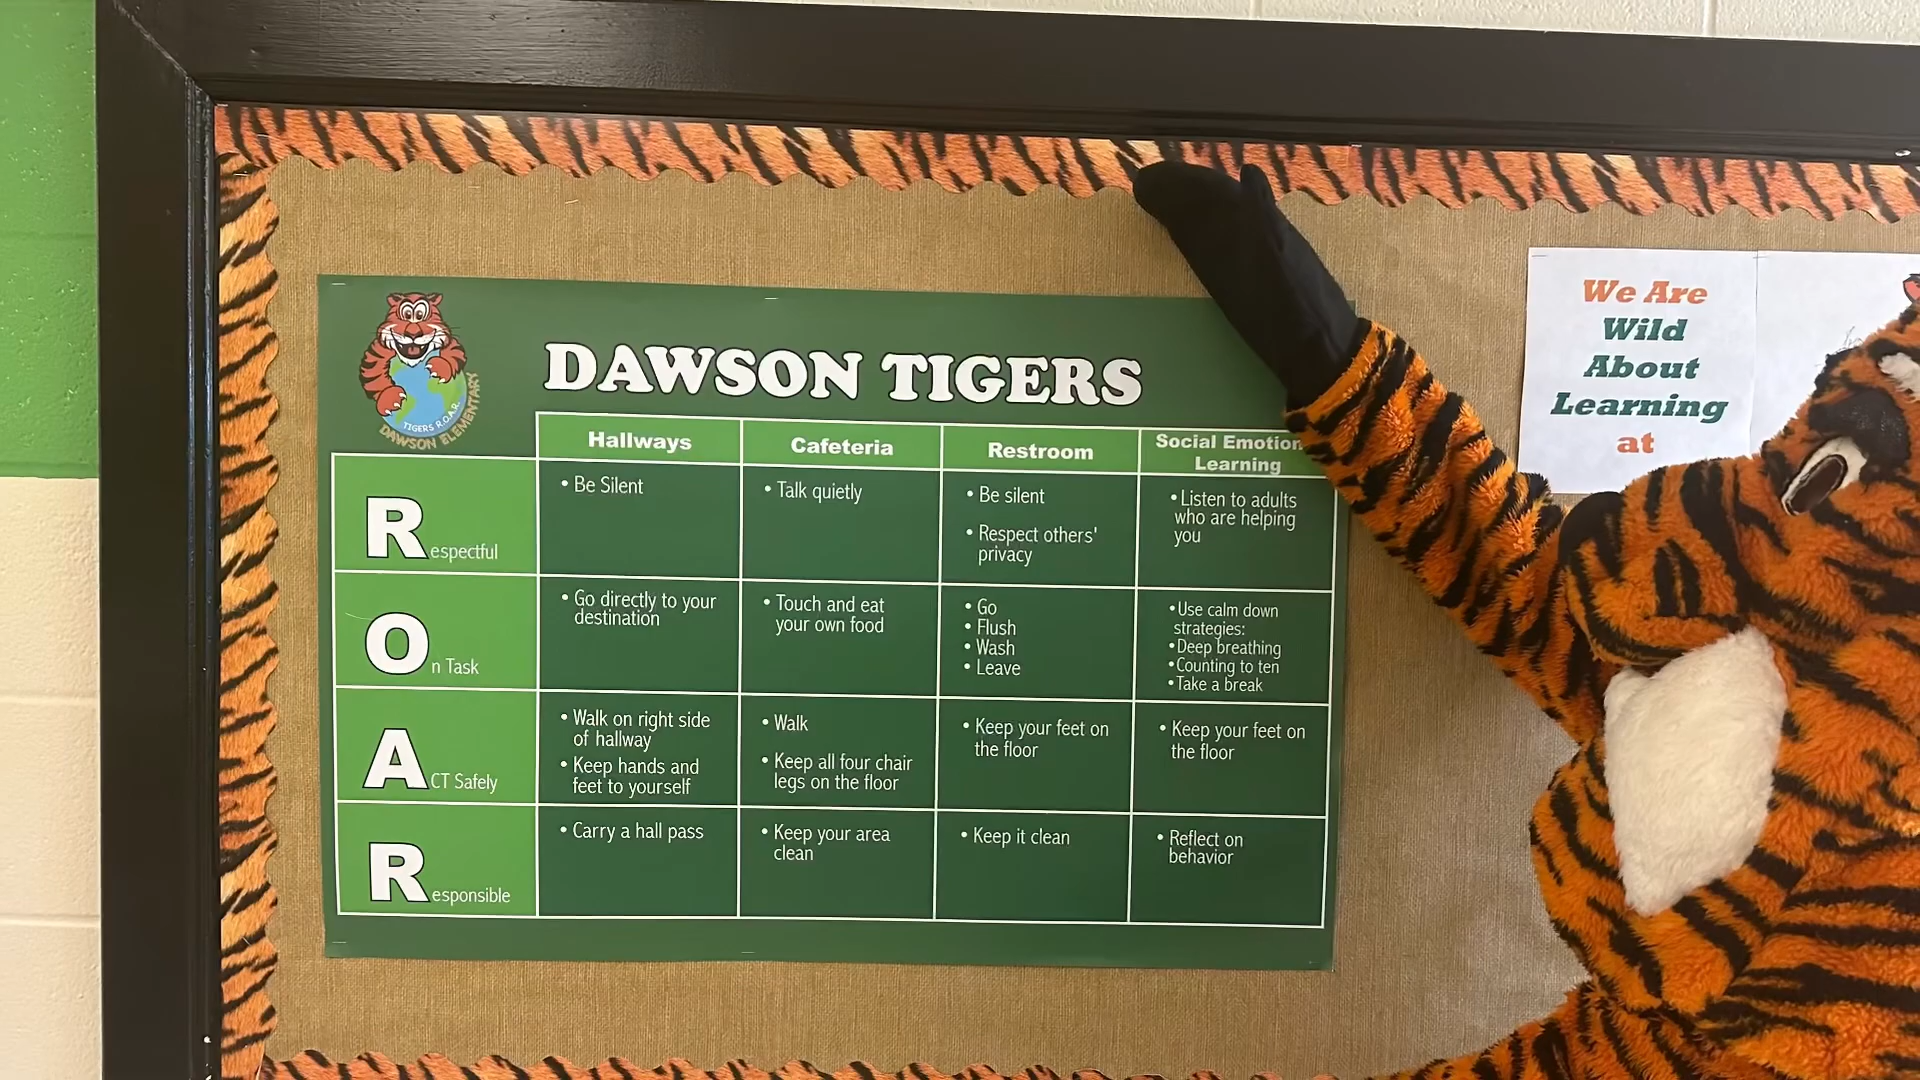 TIGERS R.O.A.R.
DAWSON ELEMENTARY
DAWSON TIGERS
Hallways
Cafeteria
Restroom
Social Emotion
Learning
Respectful
• Be Silent
• Talk quietly
• Be silent
• Respect others'
privacy
• Listen to adults
who are helping
you
On Task
• Go directly to your
destination
• Touch and eat
your own food
• Go
• Flush
• Wash
• Leave
• Use calm down
strategies:
• Deep breathing
• Counting to ten
• Take a break
ACT Safely
• Walk on right side
of hallway
• Keep hands and
feet to yourself
• Walk
• Keep all four chair
legs on the floor
• Keep your feet on
the floor
• Keep your feet on
the floor
Responsible
• Carry a hall pass
• Keep your area
clean
• Keep it clean
• Reflect on
behavior
We Are
Wild
About
Learning
at